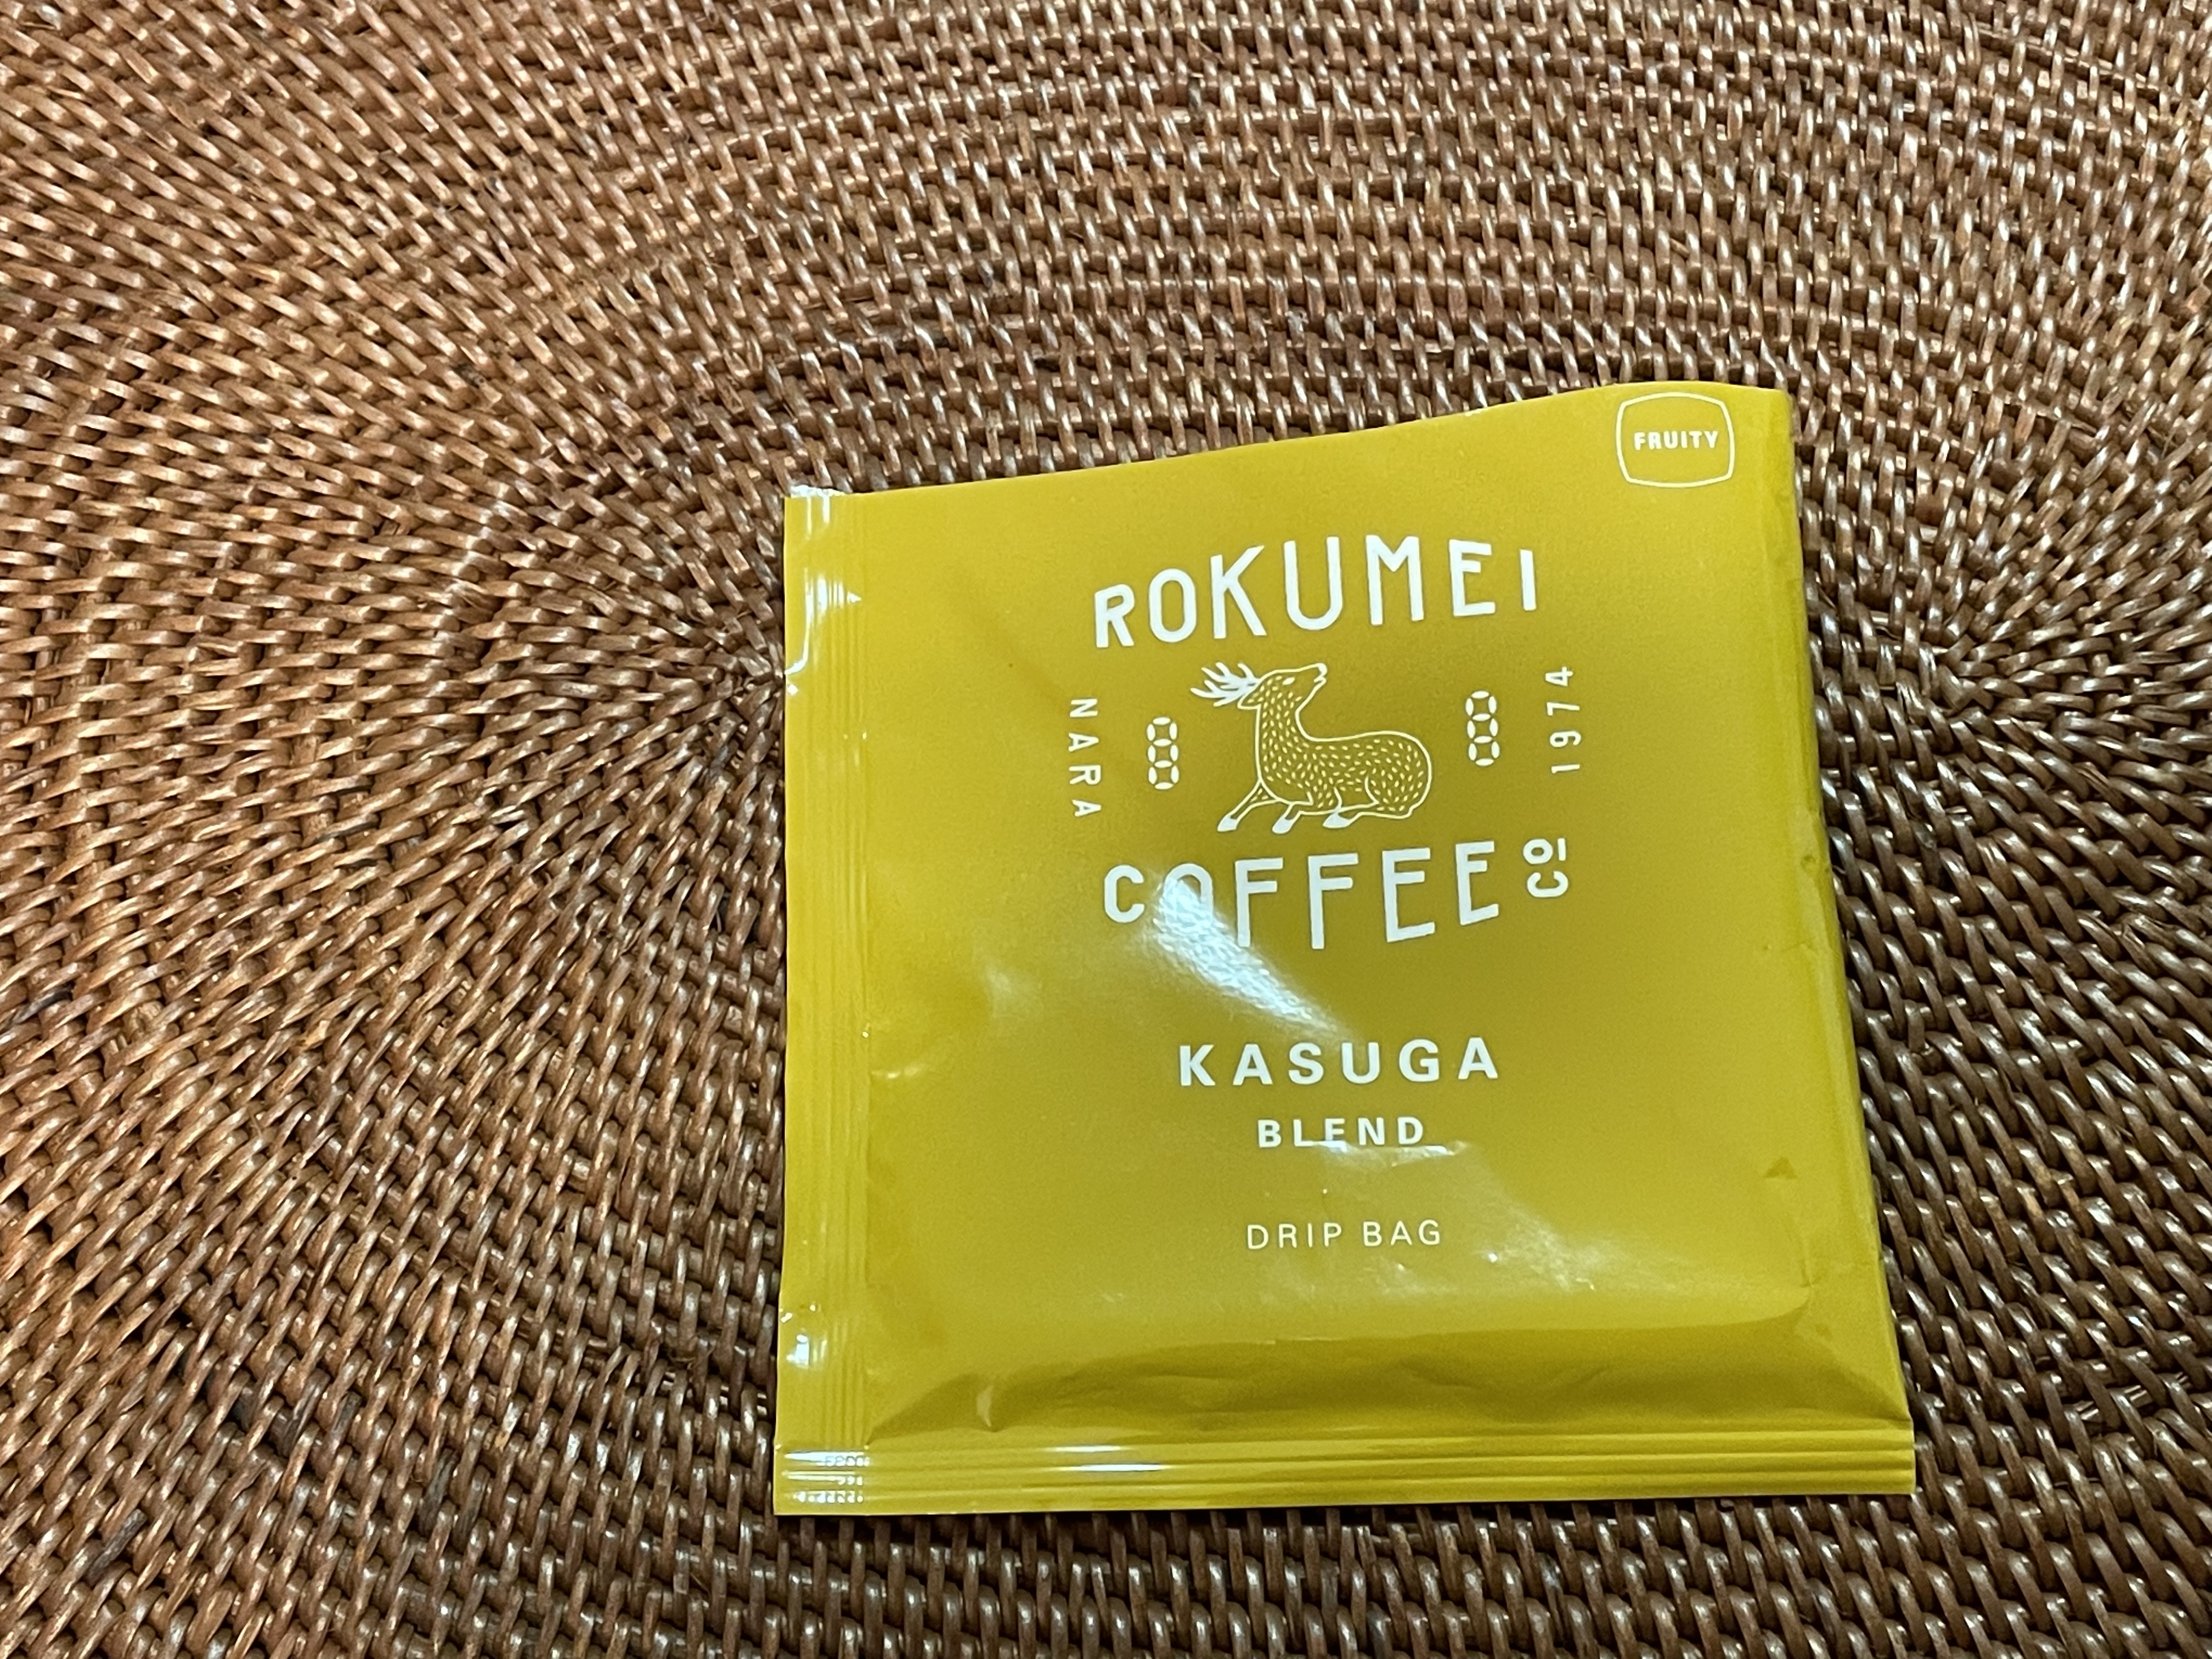 FRUITY
ROKUMEI
NARA
1974
COFFEE CO
KASUGA
BLEND
DRIP BAG